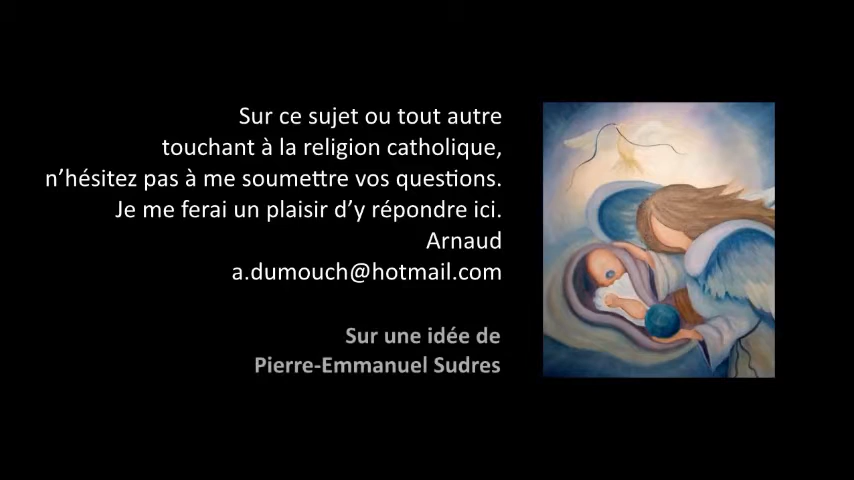 Sur ce sujet ou tout autre
touchant à la religion catholique,
n’hésitez pas à me soumettre vos questions.
Je me ferai un plaisir d’y répondre ici.
Arnaud
a.dumouch@hotmail.com
Sur une idée de
Pierre-Emmanuel Sudres